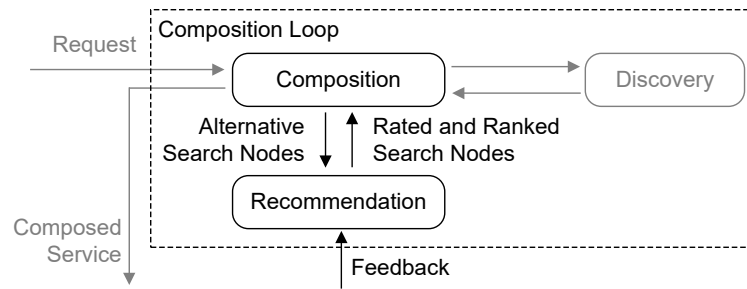 Composition Loop
Request
Composition
Discovery
Alternative
Search Nodes
Rated and Ranked
Search Nodes
Recommendation
Composed
Service
Feedback